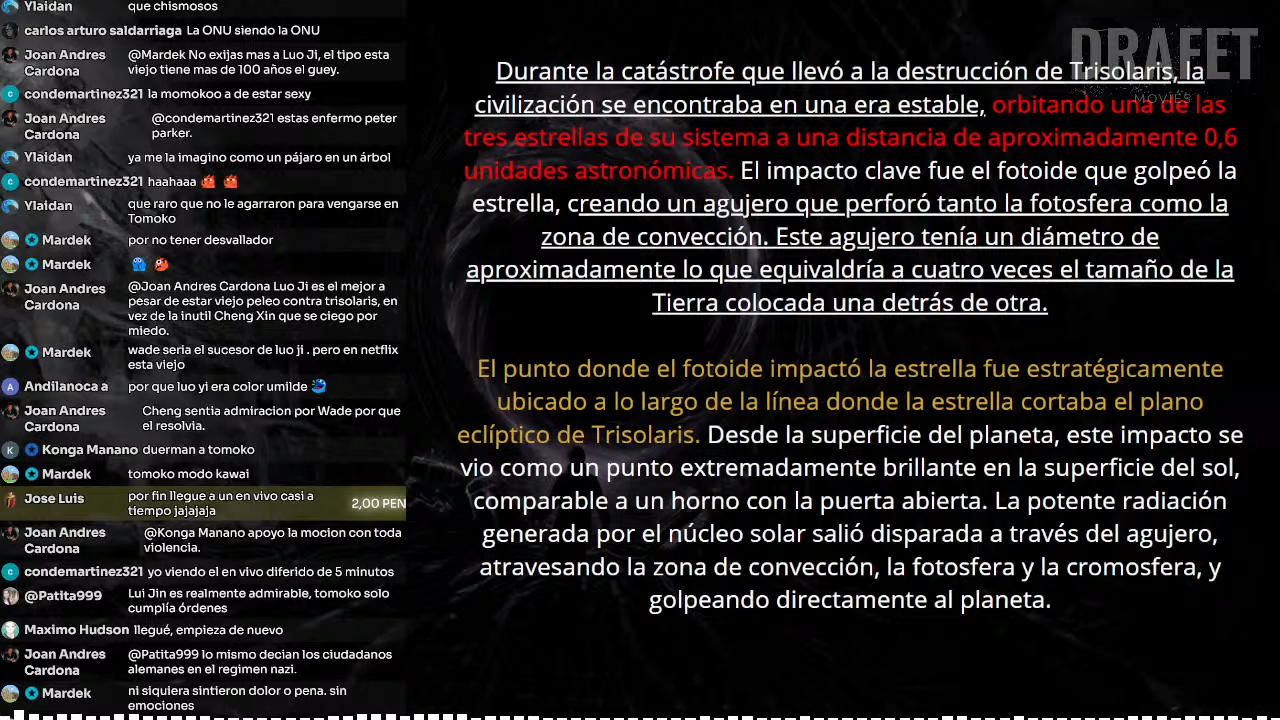 Ylaidan que chismosos
carlos arturo saldarriaga La ONU siendo la ONU
Joan Andres Cardona @Mardek No exijas mas a Luo Ji, el tipo esta
viejo tiene mas de 100 años el guey.
condemartinez321 la momokoo a de estar sexy
Joan Andres Cardona @condemartinez321 estas enfermo peter
parker.
Ylaidan ya me la imagino como un pájaro en un árbol
condemartinez321 haahaaa
Ylaidan que raro que no le agarraron para vengarse en
Tomoko
Mardek por no tener desvallador
Mardek
Joan Andres Cardona @Joan Andres Cardona Luo Ji es el mejor a
pesar de estar viejo peleo contra trisolaris, en
vez de la inutil Cheng Xin que se ciego por
miedo.
Mardek wade seria el sucesor de luo ji . pero en netflix
esta viejo
Andilanoca a por que luo yi era color umilde
Joan Andres Cardona Cheng sentia admiracion por Wade por que
el resolvia.
Konga Manano duerman a tomoko
Mardek tomoko modo kawai
Jose Luis por fin llegue a un en vivo casi a
tiempo jajajaja 2,00 PEN
Joan Andres Cardona @Konga Manano apoyo la mocion con toda
violencia.
condemartinez321 yo viendo el en vivo diferido de 5 minutos
@Patita999 Lui Jin es realmente admirable, tomoko solo
cumplía órdenes
Maximo Hudson llegué, empieza de nuevo
Joan Andres Cardona @Patita999 lo mismo decian los ciudadanos
alemanes en el regimen nazi.
Mardek ni siquiera sintieron dolor o pena. sin
emociones
DRAFET
MOVIES
Durante la catástrofe que llevó a la destrucción de Trisolaris, la
civilización se encontraba en una era estable, orbitando una de las
tres estrellas de su sistema a una distancia de aproximadamente 0,6
unidades astronómicas. El impacto clave fue el fotoide que golpeó la
estrella, creando un agujero que perforó tanto la fotosfera como la
zona de convección. Este agujero tenía un diámetro de
aproximadamente lo que equivaldría a cuatro veces el tamaño de la
Tierra colocada una detrás de otra.
El punto donde el fotoide impactó la estrella fue estratégicamente
ubicado a lo largo de la línea donde la estrella cortaba el plano
eclíptico de Trisolaris. Desde la superficie del planeta, este impacto se
vio como un punto extremadamente brillante en la superficie del sol,
comparable a un horno con la puerta abierta. La potente radiación
generada por el núcleo solar salió disparada a través del agujero,
atravesando la zona de convección, la fotosfera y la cromosfera, y
golpeando directamente al planeta.